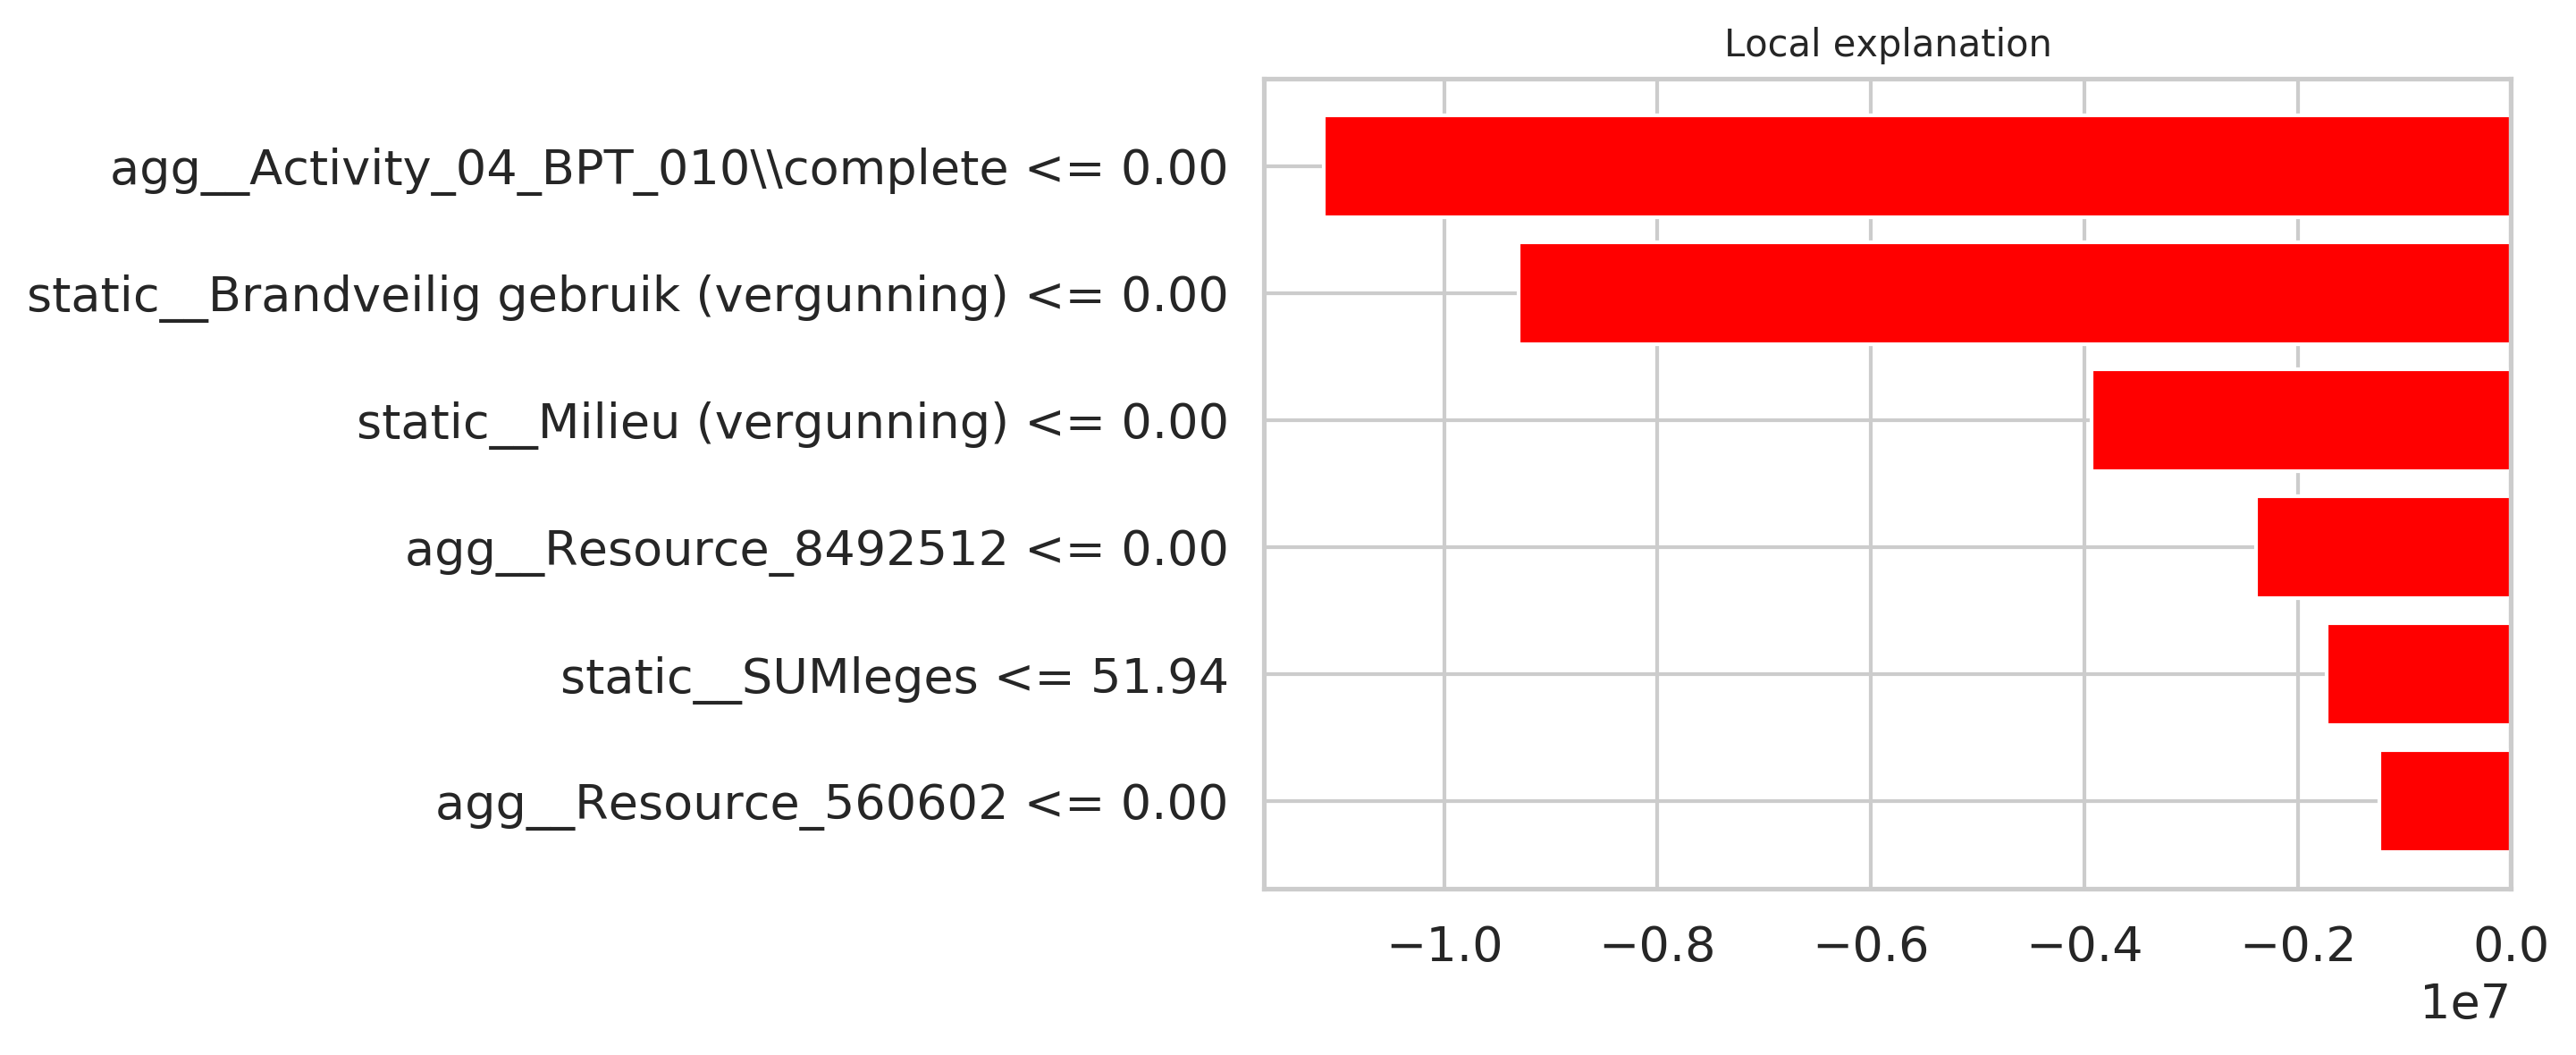 Local explanation
agg__Activity_04_BPT_010\\complete <= 0.00
static__Brandveilig gebruik (vergunning) <= 0.00
static__Milieu (vergunning) <= 0.00
agg__Resource_8492512 <= 0.00
static__SUMleges <= 51.94
agg__Resource_560602 <= 0.00
−1.0 −0.8 −0.6 −0.4 −0.2 0.0
1e7